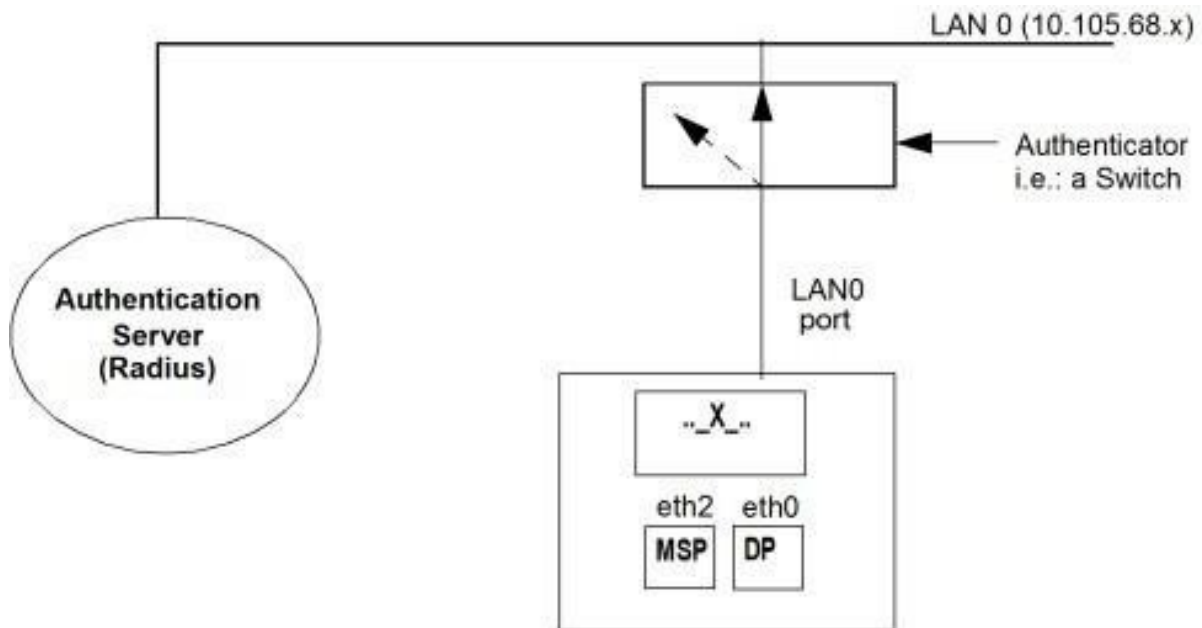 LAN 0 (10.105.68.x)
Authenticator
i.e.: a Switch
Authentication
Server
(Radius)
LAN0
port
.._X_..
eth2 eth0
MSP DP